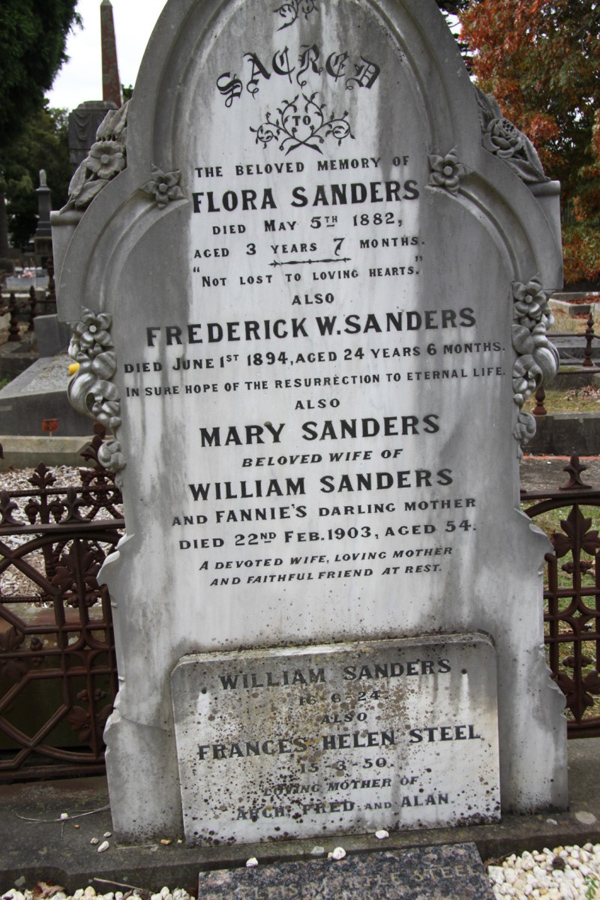 SACRED
TO
THE BELOVED MEMORY OF
FLORA SANDERS
DIED MAY 5TH 1882,
AGED 3 YEARS 7 MONTHS.
"NOT LOST TO LOVING HEARTS."
ALSO
FREDERICK W. SANDERS
DIED JUNE 1ST 1894, AGED 24 YEARS 6 MONTHS.
IN SURE HOPE OF THE RESURRECTION TO ETERNAL LIFE.
ALSO
MARY SANDERS
BELOVED WIFE OF
WILLIAM SANDERS
AND FANNIE'S DARLING MOTHER
DIED 22ND FEB. 1903, AGED 54.
A DEVOTED WIFE, LOVING MOTHER
AND FAITHFUL FRIEND AT REST.
WILLIAM SANDERS
16-6-24
ALSO
FRANCES HELEN STEEL
15-3-50.
LOVING MOTHER OF
ARCH. FRED. AND ALAN.
STEEL